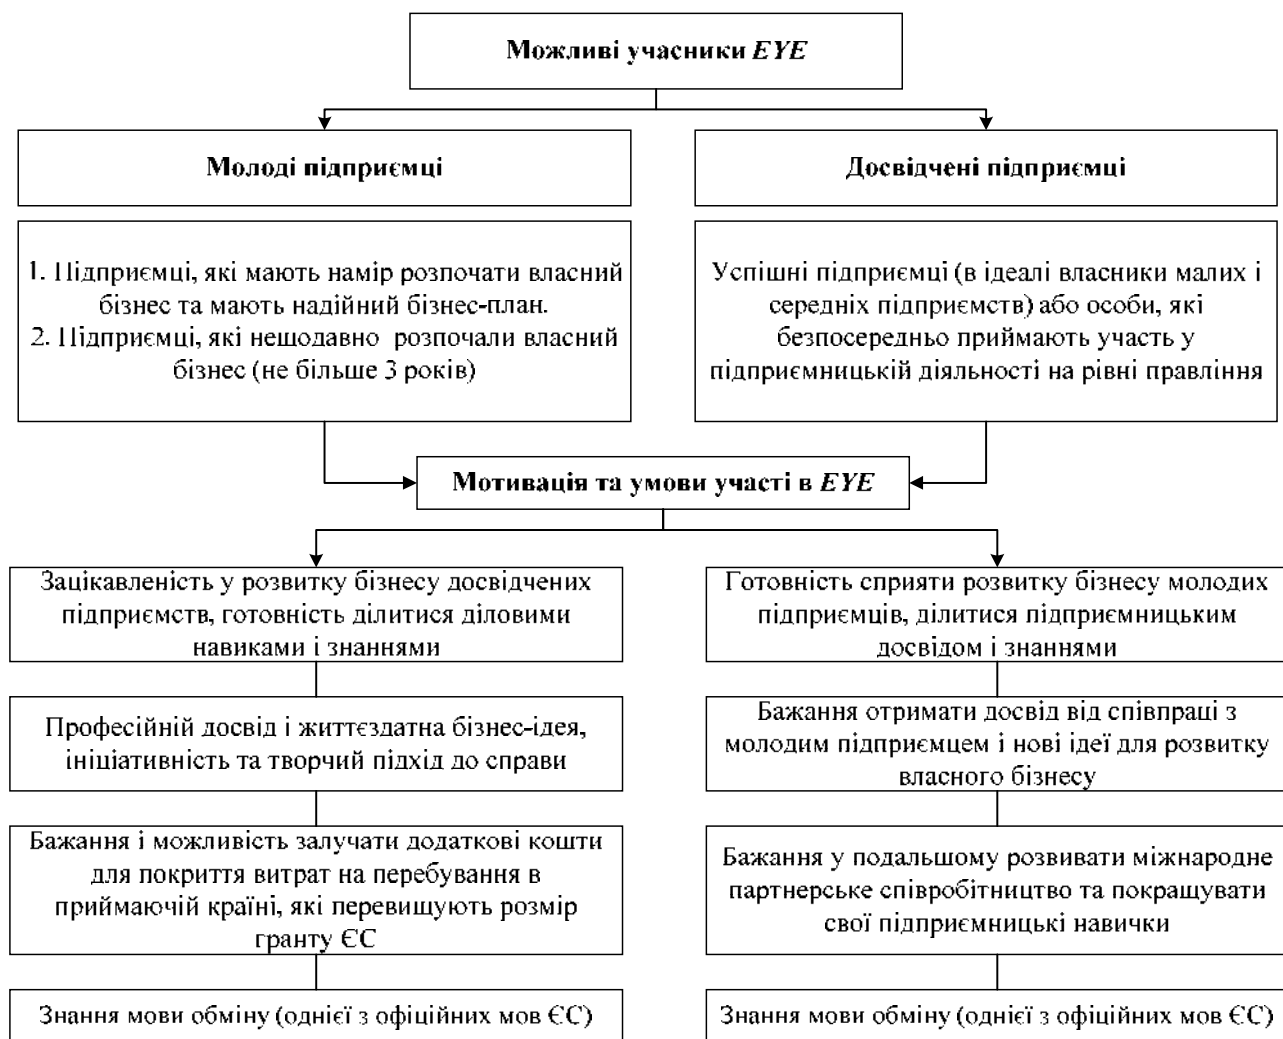 Можливі учасники EYE
Молоді підприємці
Досвідчені підприємці
1. Підприємці, які мають намір розпочати власний
бізнес та мають надійний бізнес-план.
2. Підприємці, які нещодавно розпочали власний
бізнес (не більше 3 років)
Успішні підприємці (в ідеалі власники малих і
середніх підприємств) або особи, які
безпосередньо приймають участь у
підприємницькій діяльності на рівні правління
Мотивація та умови участі в EYE
Зацікавленість у розвитку бізнесу досвідчених
підприємств, готовність ділитися діловими
навиками і знаннями
Готовність сприяти розвитку бізнесу молодих
підприємців, ділитися підприємницьким
досвідом і знаннями
Професійній досвід і життєздатна бізнес-ідея,
ініціативність та творчий підхід до справи
Бажання отримати досвід від співпраці з
молодим підприємцем і нові ідеї для розвитку
власного бізнесу
Бажання і можливість залучати додаткові кошти
для покриття витрат на перебування в
приймаючій країні, які перевищують розмір
гранту ЄС
Бажання у подальшому розвивати міжнародне
партнерське співробітництво та покращувати
свої підприємницькі навички
Знання мови обміну (однієї з офіційних мов ЄС)
Знання мови обміну (однієї з офіційних мов ЄС)